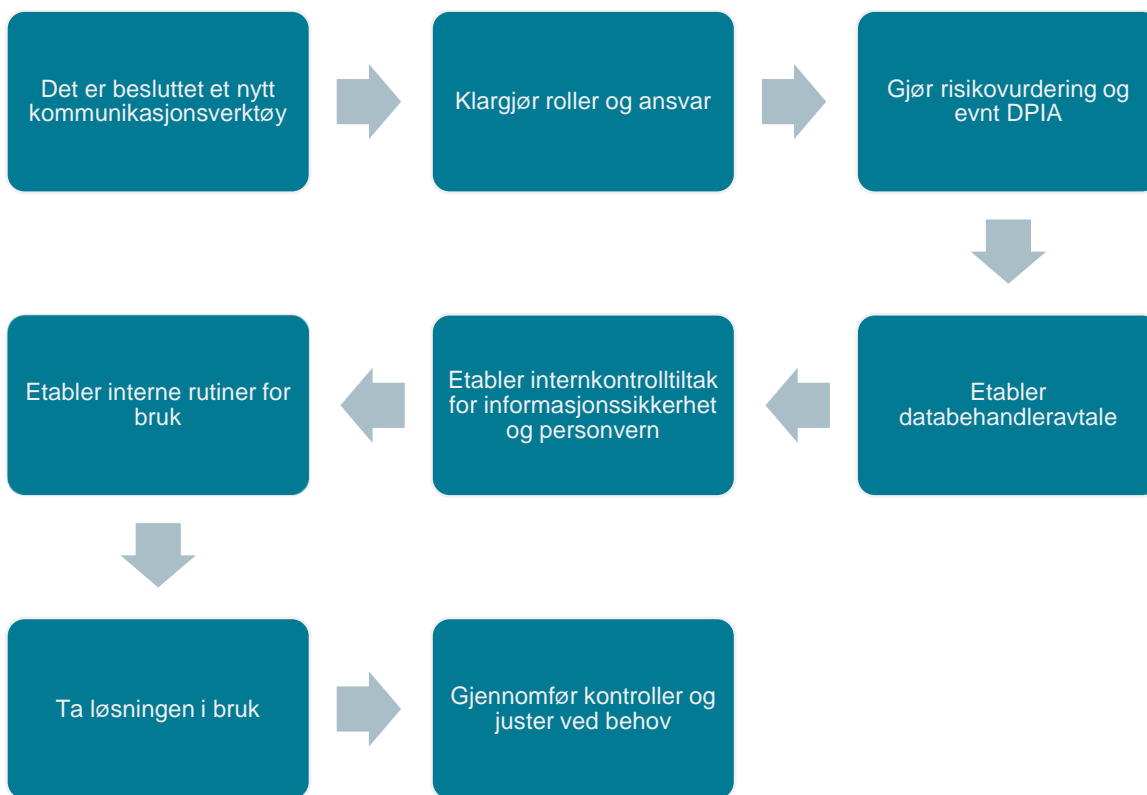 Det er besluttet et nytt
kommunikasjonsverktøy
Klargjør roller og ansvar
Gjør risikovurdering og
evnt DPIA
Etabler
databehandleravtale
Etabler internkontrolltiltak
for informasjonssikkerhet
og personvern
Etabler interne rutiner for
bruk
Ta løsningen i bruk
Gjennomfør kontroller og
juster ved behov